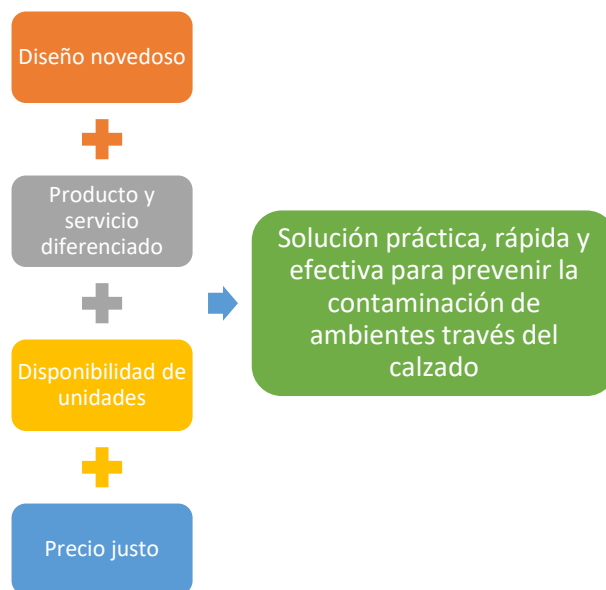 Diseño novedoso
Producto y
servicio
diferenciado
Disponibilidad de
unidades
Precio justo
Solución práctica, rápida y
efectiva para prevenir la
contaminación de
ambientes través del
calzado